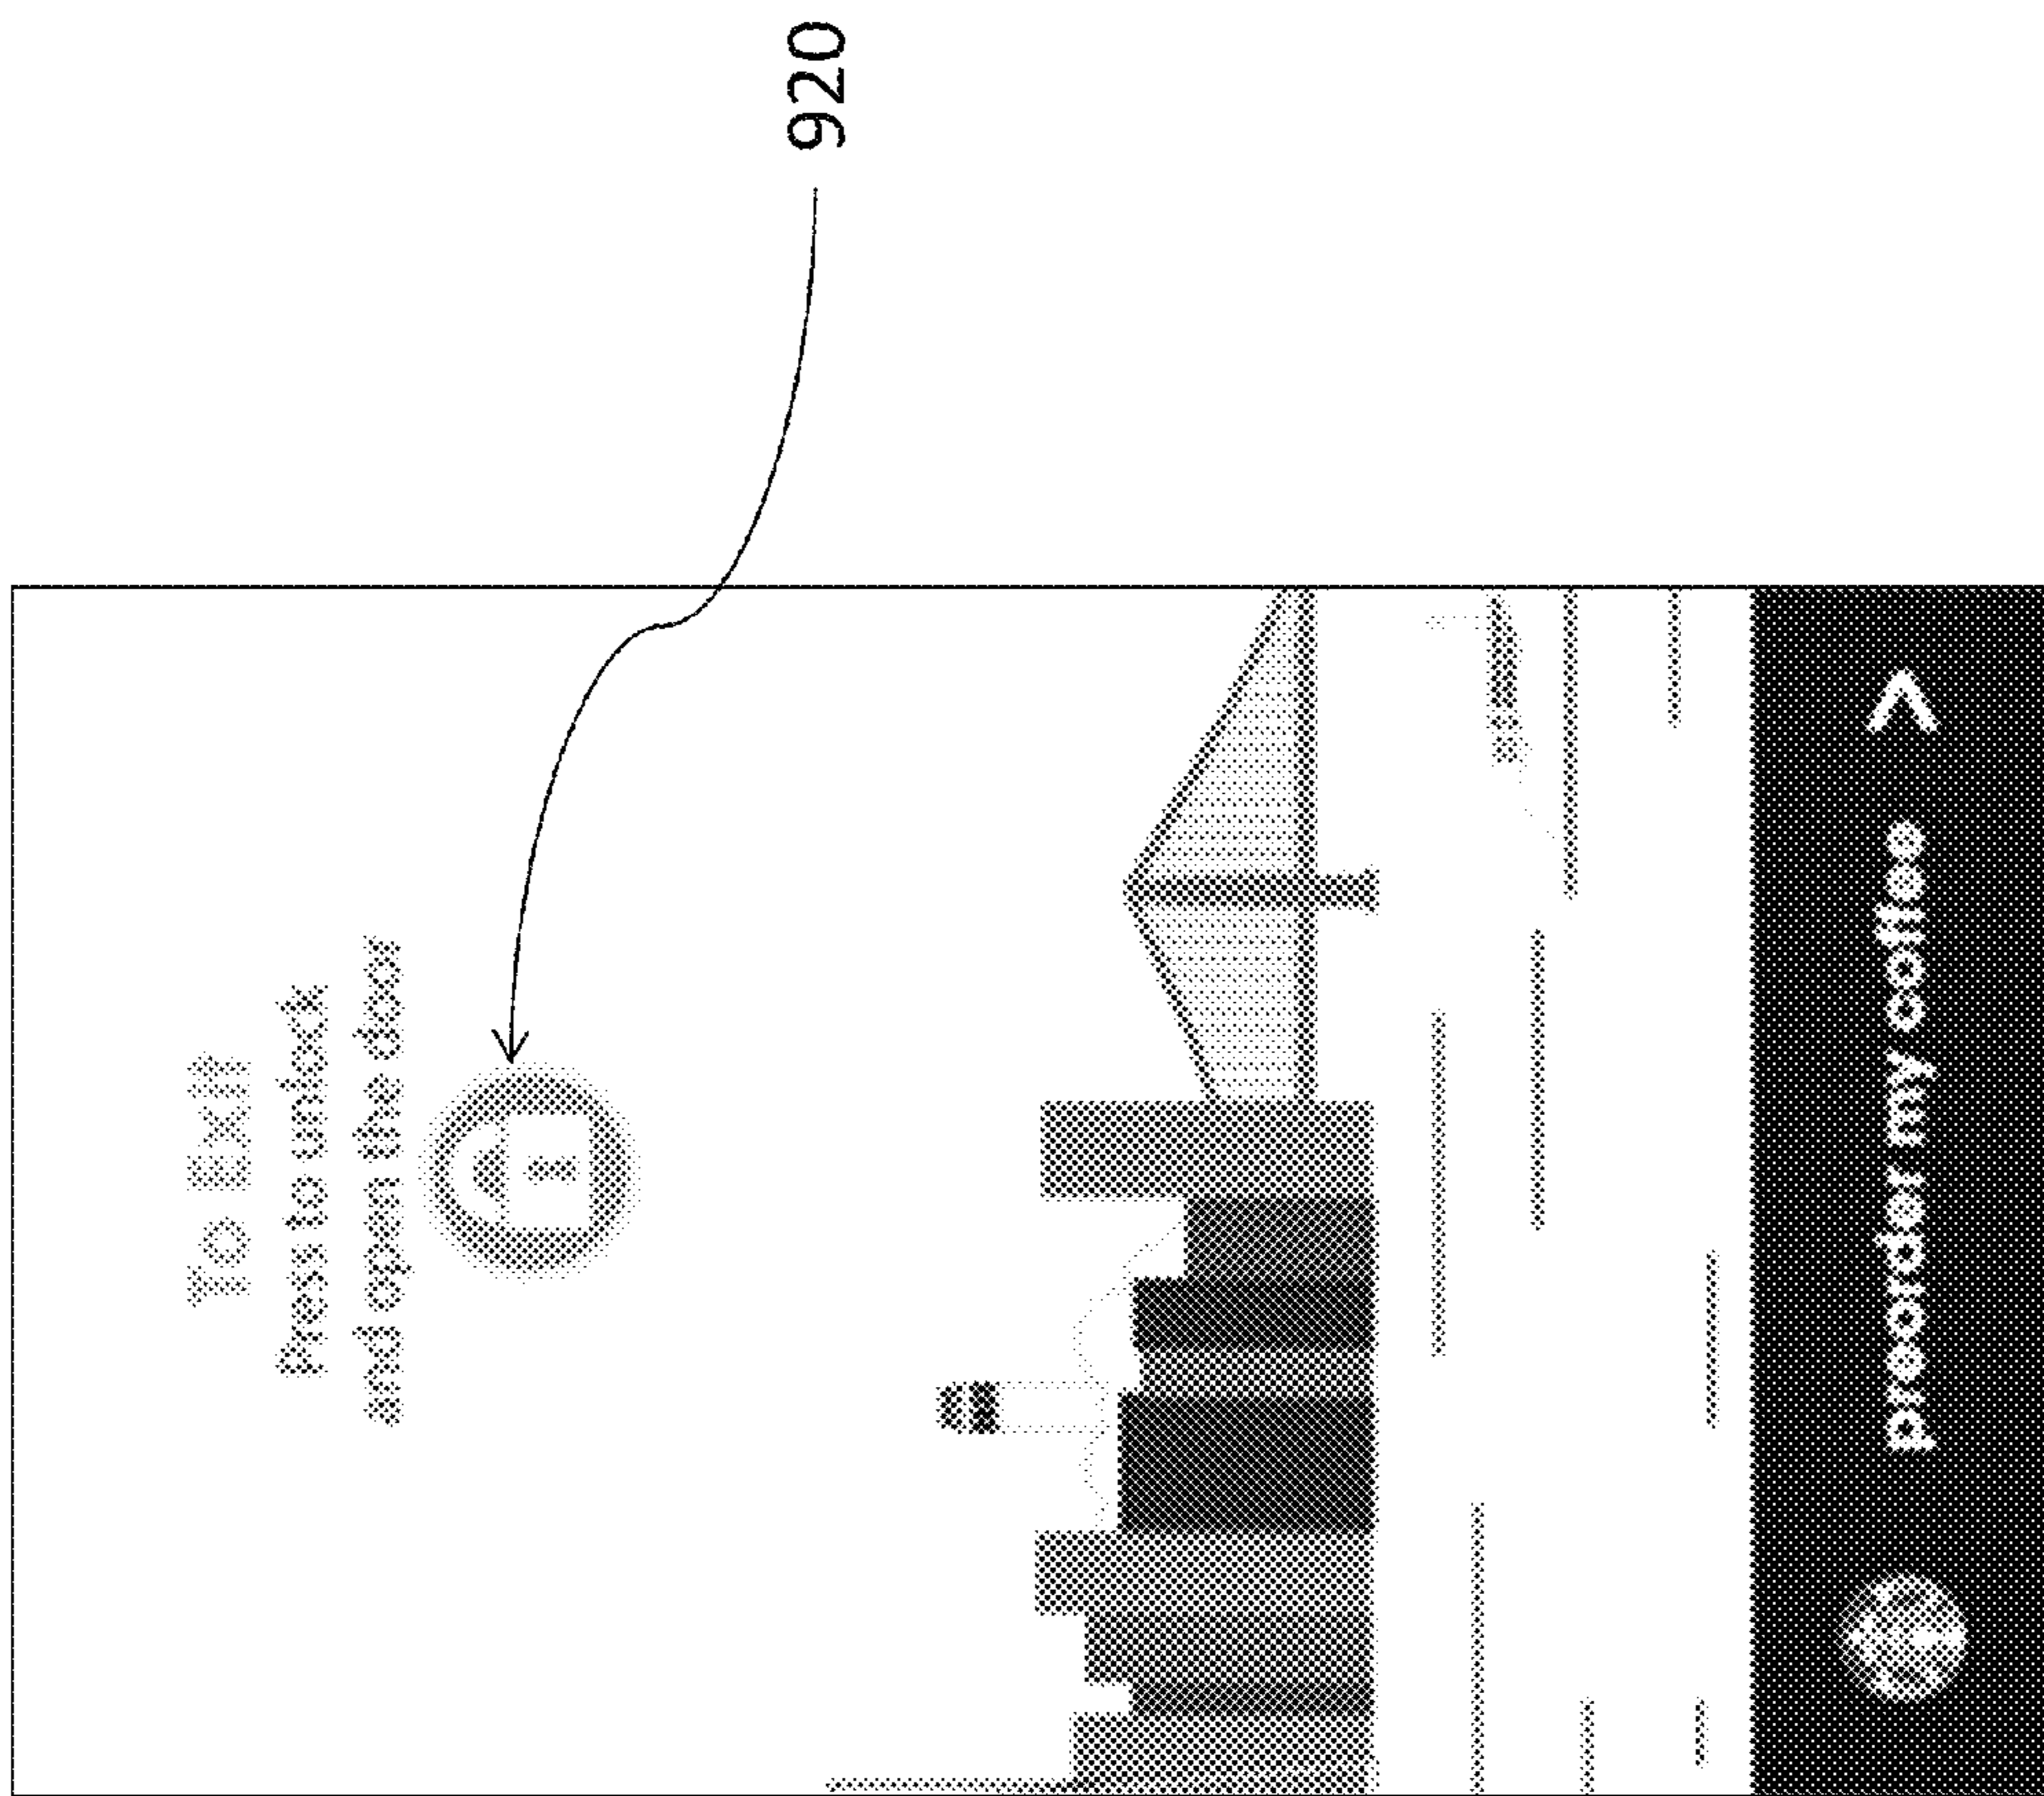 920
To Exit
Press to unlock
and open the door
preorder my coffee >